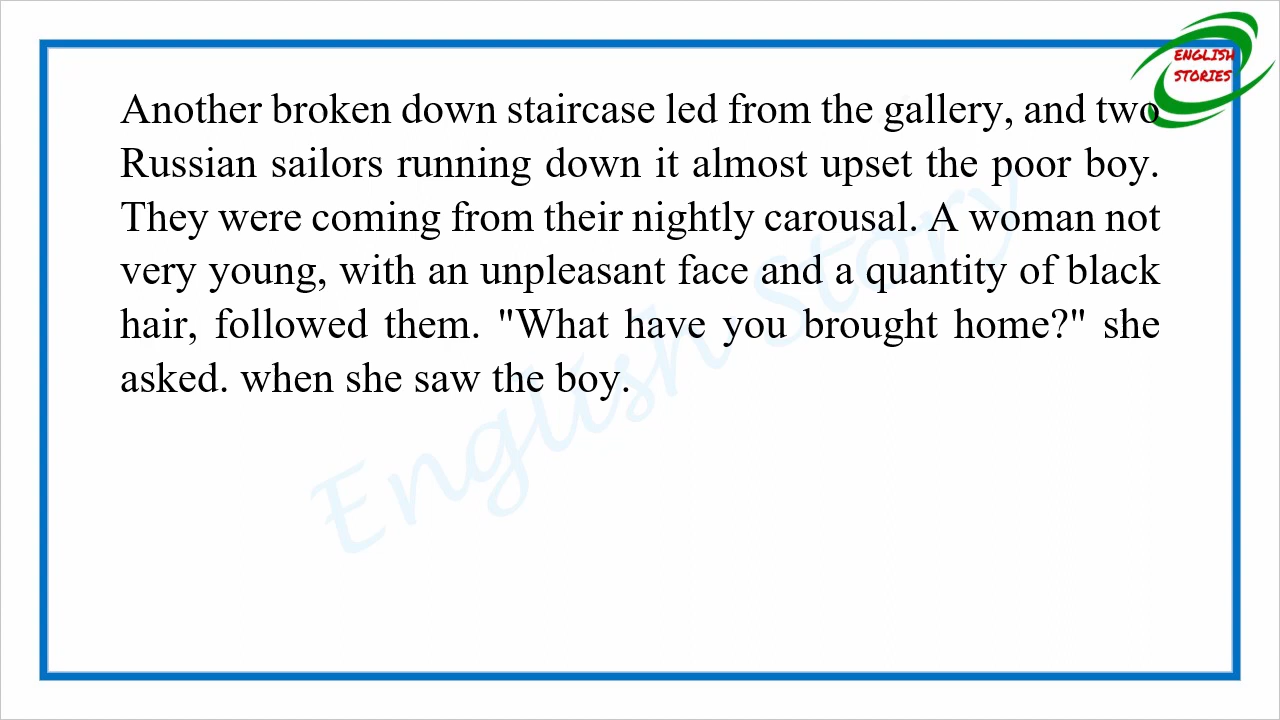 ENGLISH
STORIES
Another broken down staircase led from the gallery, and two
Russian sailors running down it almost upset the poor boy.
They were coming from their nightly carousal. A woman not
very young, with an unpleasant face and a quantity of black
hair, followed them. "What have you brought home?" she
asked. when she saw the boy.
English Story